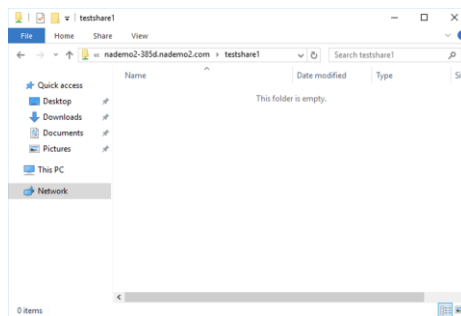 testshare1
File Home Share View
« nademo2-385d.nademo2.com > testshare1
Search testshare1
Name Date modified Type Si
This folder is empty.
Quick access
Desktop
Downloads
Documents
Pictures
This PC
Network
0 items